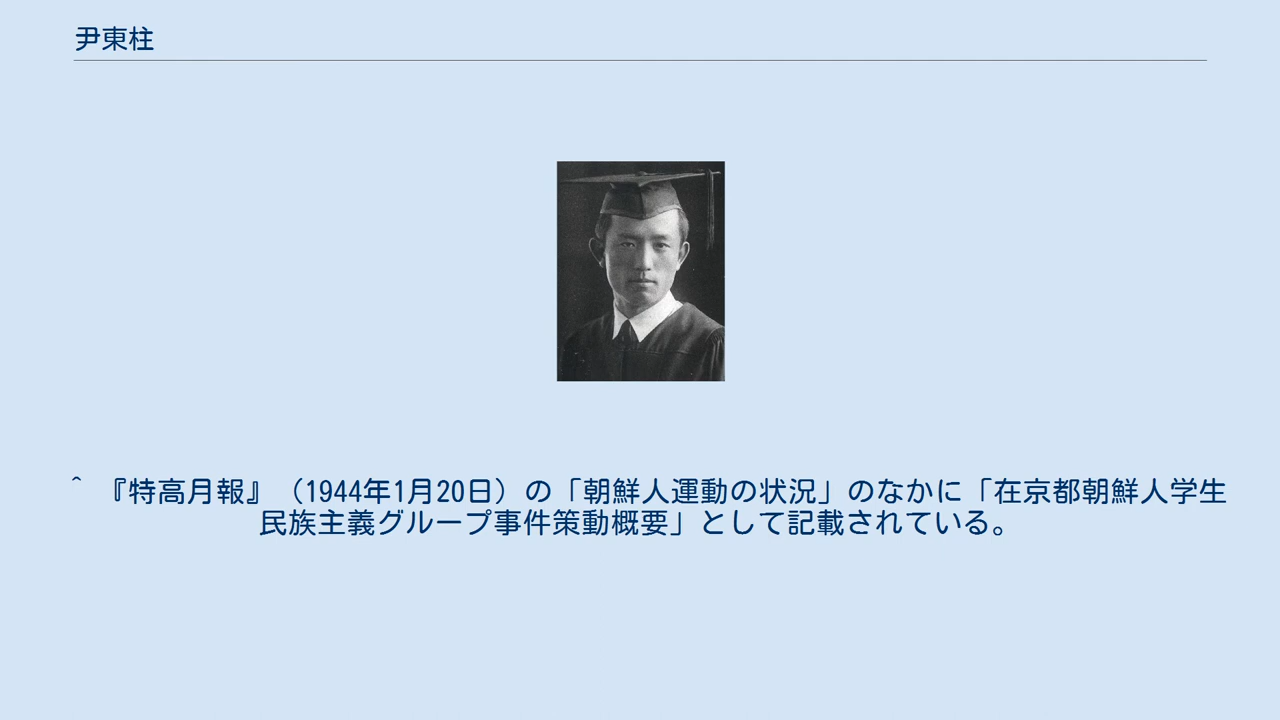 尹東柱
^ 『特高月報』（1944年1月20日）の「朝鮮人運動の状況」のなかに「在京都朝鮮人学生
民族主義グループ事件策動概要」として記載されている。